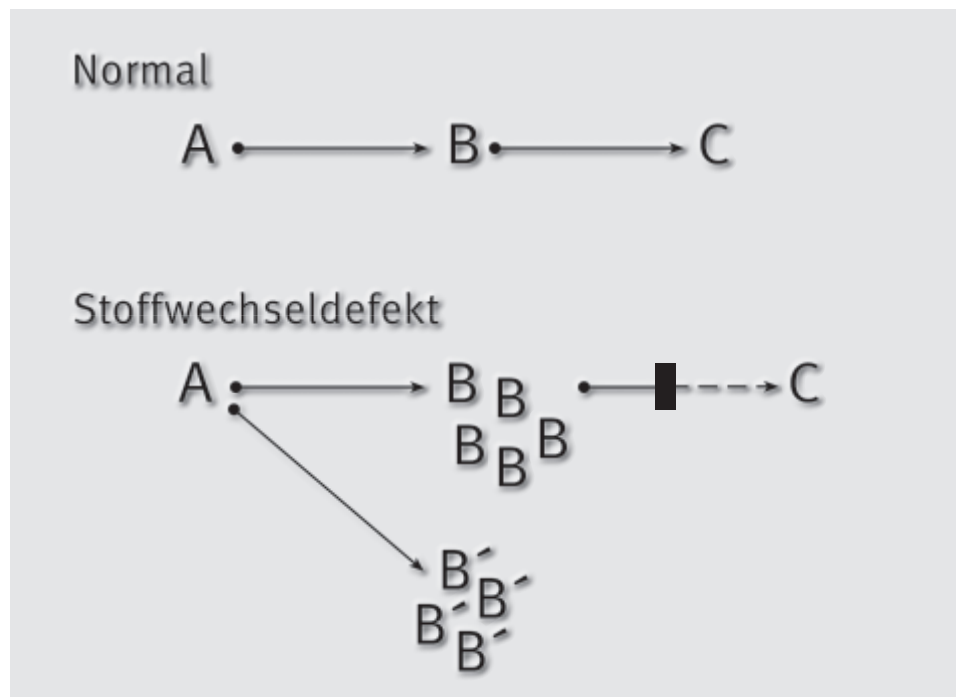 Normal
A B C
Stoffwechseldefekt
A B B C
B B B
B´ B´
B´ B´